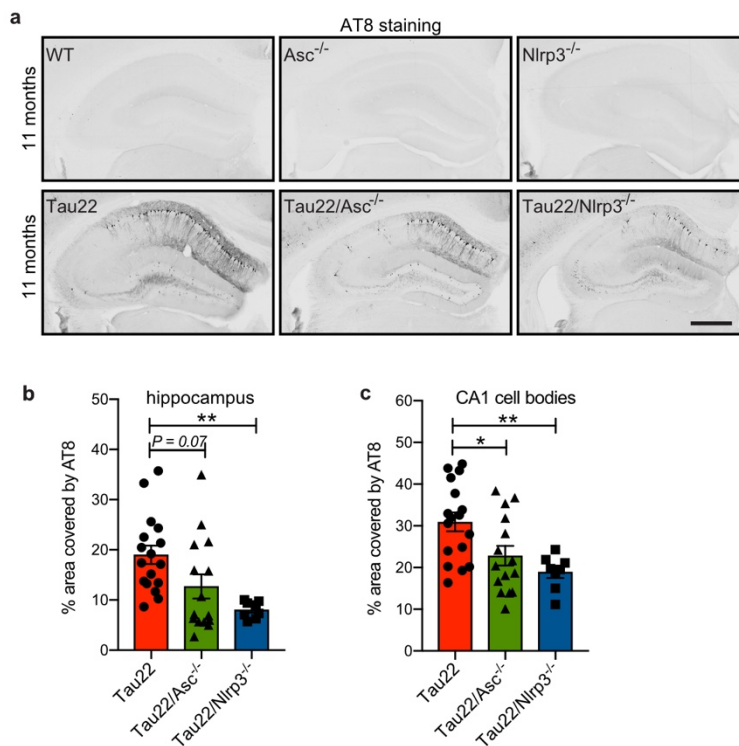 a
AT8 staining
11 months
WT
Asc-/-
Nlrp3-/-
11 months
Tau22
Tau22/Asc-/-
Tau22/Nlrp3-/-
b
hippocampus
% area covered by AT8
50
40
30
20
10
0
**
P = 0.07
Tau22
Tau22/Asc-/-
Tau22/Nlrp3-/-
c
CA1 cell bodies
% area covered by AT8
60
50
40
30
20
10
0
**
*
Tau22
Tau22/Asc-/-
Tau22/Nlrp3-/-